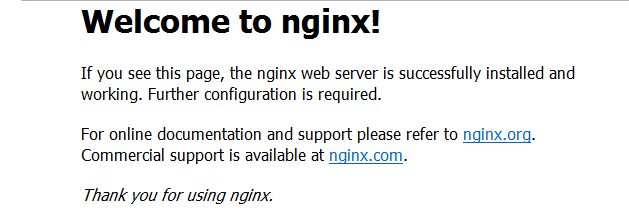 Welcome to nginx!
If you see this page, the nginx web server is successfully installed and
working. Further configuration is required.
For online documentation and support please refer to nginx.org.
Commercial support is available at nginx.com.
Thank you for using nginx.